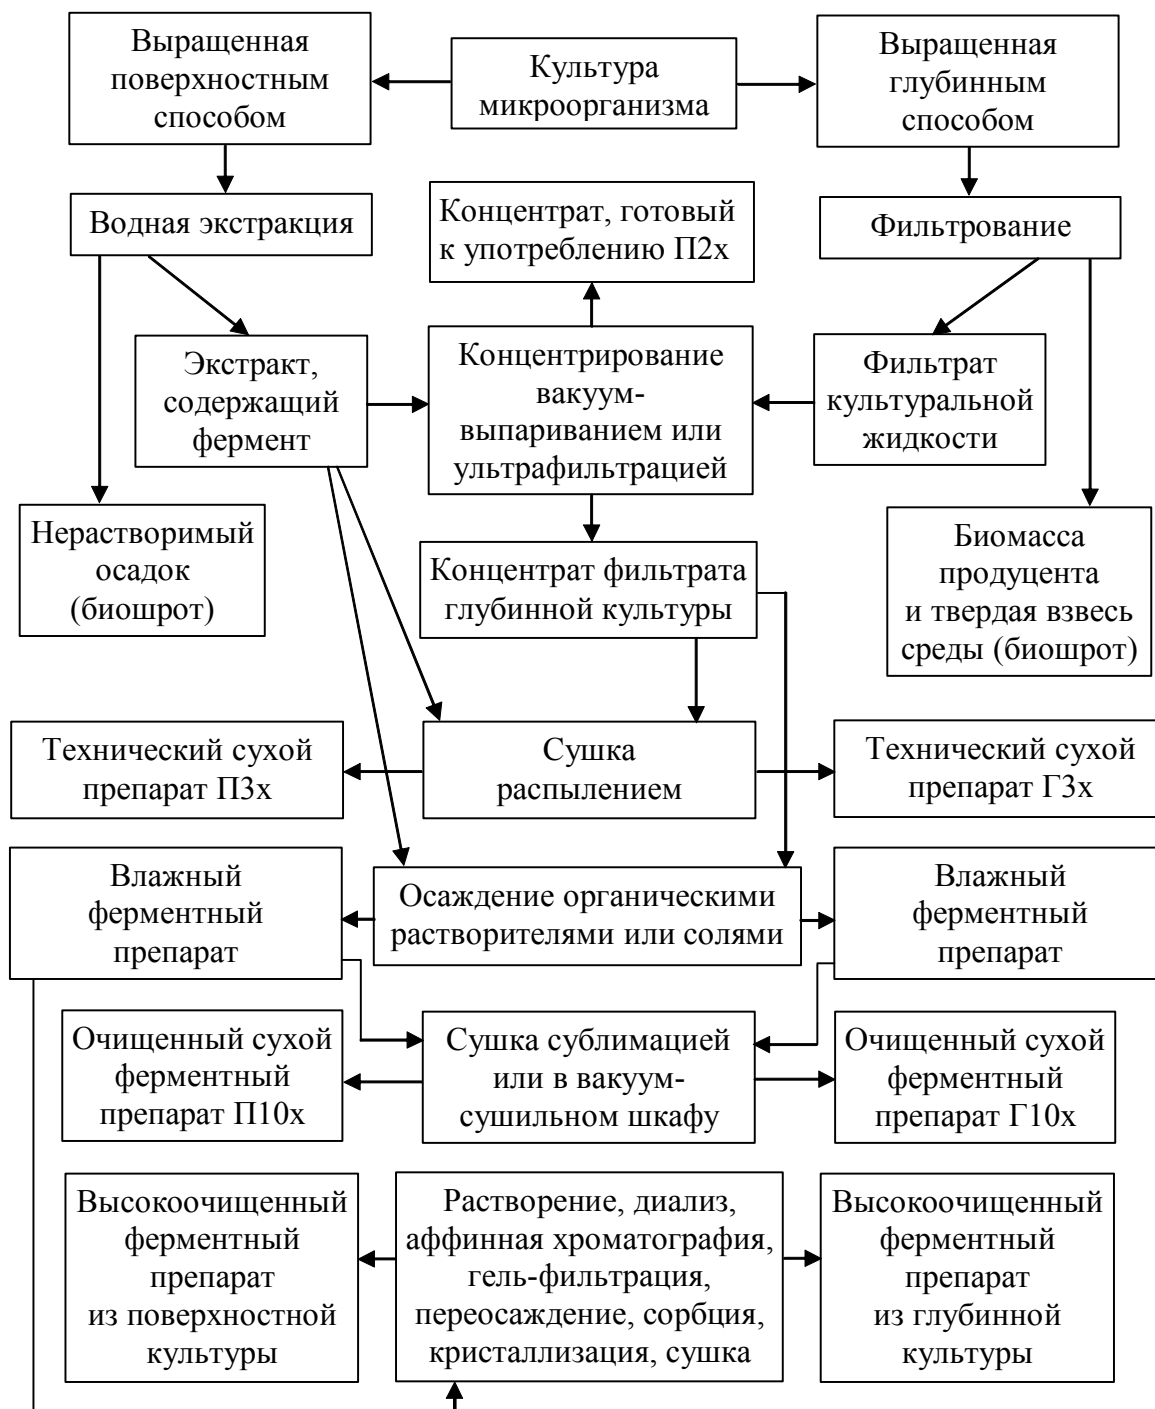 Выращенная
поверхностным
способом
Культура
микроорганизма
Выращенная
глубинным
способом
Водная экстракция
Концентрат, готовый
к употреблению П2х
Фильтрование
Экстракт,
содержащий
фермент
Концентрирование
вакуум-
выпариванием или
ультрафильтрацией
Фильтрат
культуральной
жидкости
Нерастворимый
осадок
(биошрот)
Концентрат фильтрата
глубинной культуры
Биомасса
продуцента
и твердая взвесь
среды (биошрот)
Технический сухой
препарат П3х
Сушка
распылением
Технический сухой
препарат Г3х
Влажный
ферментный
препарат
Осаждение органическими
растворителями или солями
Влажный
ферментный
препарат
Очищенный сухой
ферментный
препарат П10х
Сушка сублимацией
или в вакуум-
сушильном шкафу
Очищенный сухой
ферментный
препарат Г10х
Высокоочищенный
ферментный
препарат
из поверхностной
культуры
Растворение, диализ,
аффинная хроматография,
гель-фильтрация,
переосаждение, сорбция,
кристаллизация, сушка
Высокоочищенный
ферментный
препарат
из глубинной
культуры